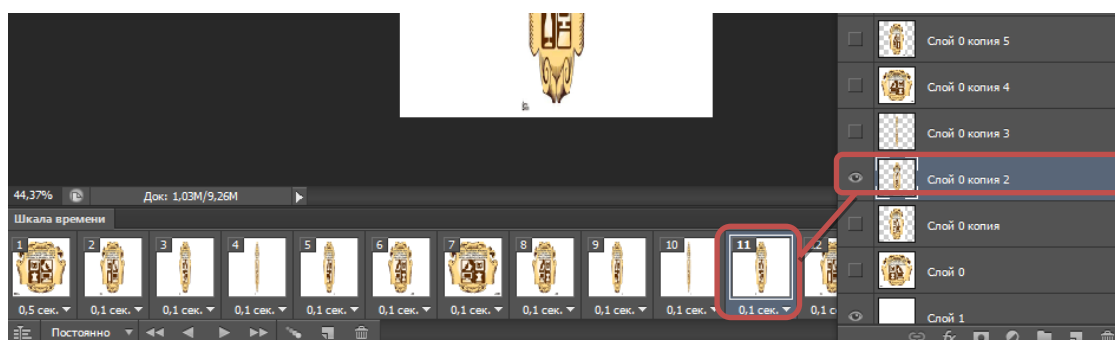 Слой 0 копия 5
Слой 0 копия 4
Слой 0 копия 3
Слой 0 копия 2
Слой 0 копия
Слой 0
Слой 1
44,37% Док: 1,03M/9,26M
Шкала времени
1 2 3 4 5 6 7 8 9 10 11 12
0,5 сек. 0,1 сек. 0,1 сек. 0,1 сек. 0,1 сек. 0,1 сек. 0,1 сек. 0,1 сек. 0,1 сек. 0,1 сек. 0,1 сек. 0,1 с
Постоянно
fx